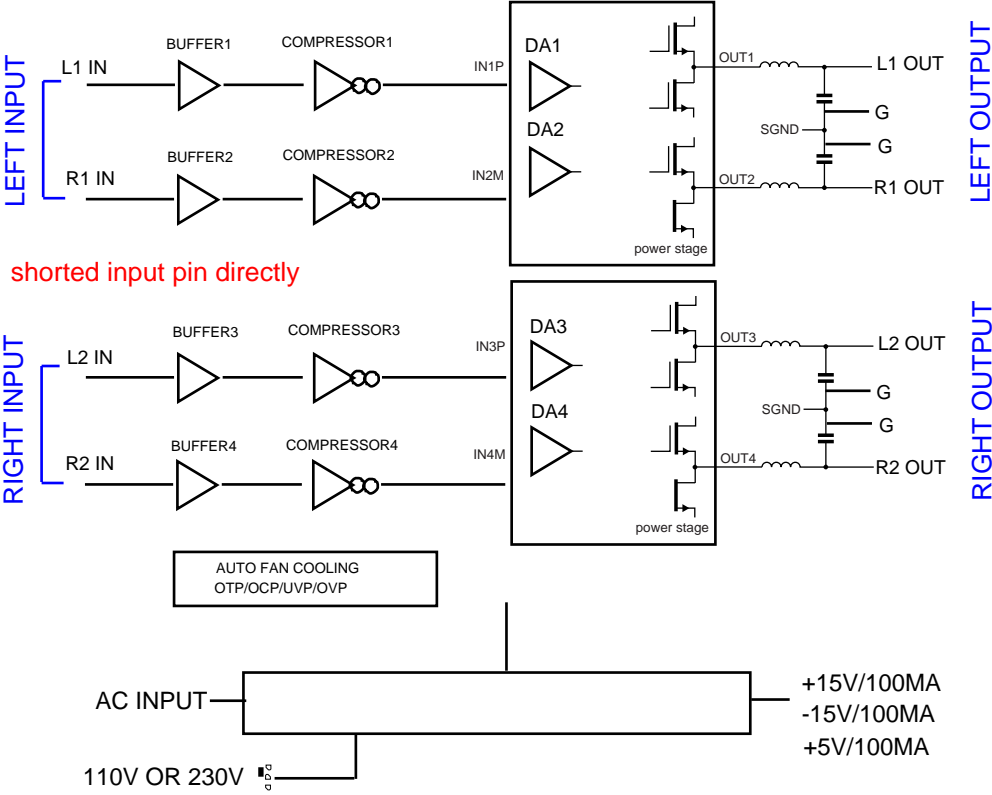 LEFT INPUT
L1 IN
BUFFER1
COMPRESSOR1
IN1P
DA1
OUT1
L1 OUT
G
SGND
G
LEFT OUTPUT
R1 IN
BUFFER2
COMPRESSOR2
IN2M
DA2
OUT2
R1 OUT
power stage
shorted input pin directly
RIGHT INPUT
L2 IN
BUFFER3
COMPRESSOR3
IN3P
DA3
OUT3
L2 OUT
G
SGND
G
RIGHT OUTPUT
R2 IN
BUFFER4
COMPRESSOR4
IN4M
DA4
OUT4
R2 OUT
power stage
AUTO FAN COOLING
OTP/OCP/UVP/OVP
AC INPUT
+15V/100MA
-15V/100MA
+5V/100MA
110V OR 230V